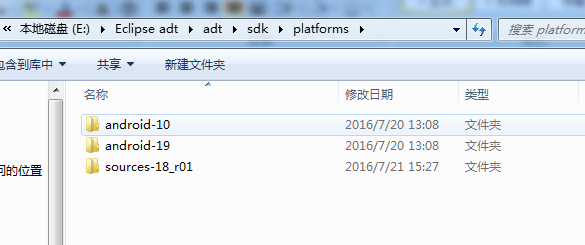 本地磁盘 (E:) ▸ Eclipse adt ▸ adt ▸ sdk ▸ platforms ▸
搜索 platform
包含到库中 ▼ 共享 ▼ 新建文件夹
名称 修改日期 类型
android-10 2016/7/20 13:08 文件夹
android-19 2016/7/20 13:08 文件夹
问的位置
sources-18_r01 2016/7/21 15:27 文件夹